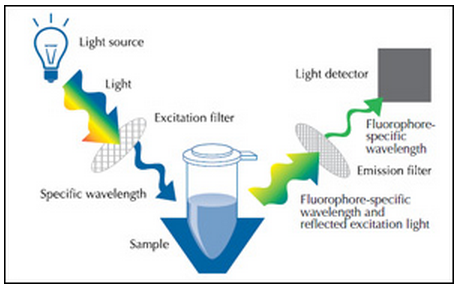 Light source
Light
Excitation filter
Specific wavelength
Sample
Light detector
Fluorophore-
specific
wavelength
Emission filter
Fluorophore-specific
wavelength and
reflected excitation light